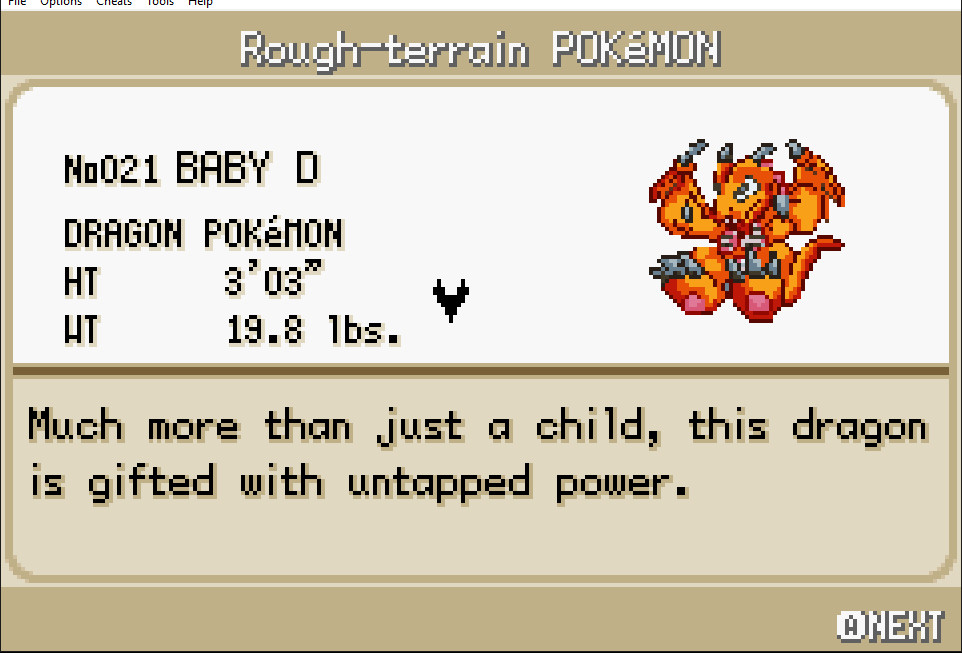 File Options Cheats Tools Help
Rough-terrain POKéMON
No021 BABY D
DRAGON POKéMON
HT 3'03"
WT 19.8 lbs.
Much more than just a child, this dragon
is gifted with untapped power.
A NEXT